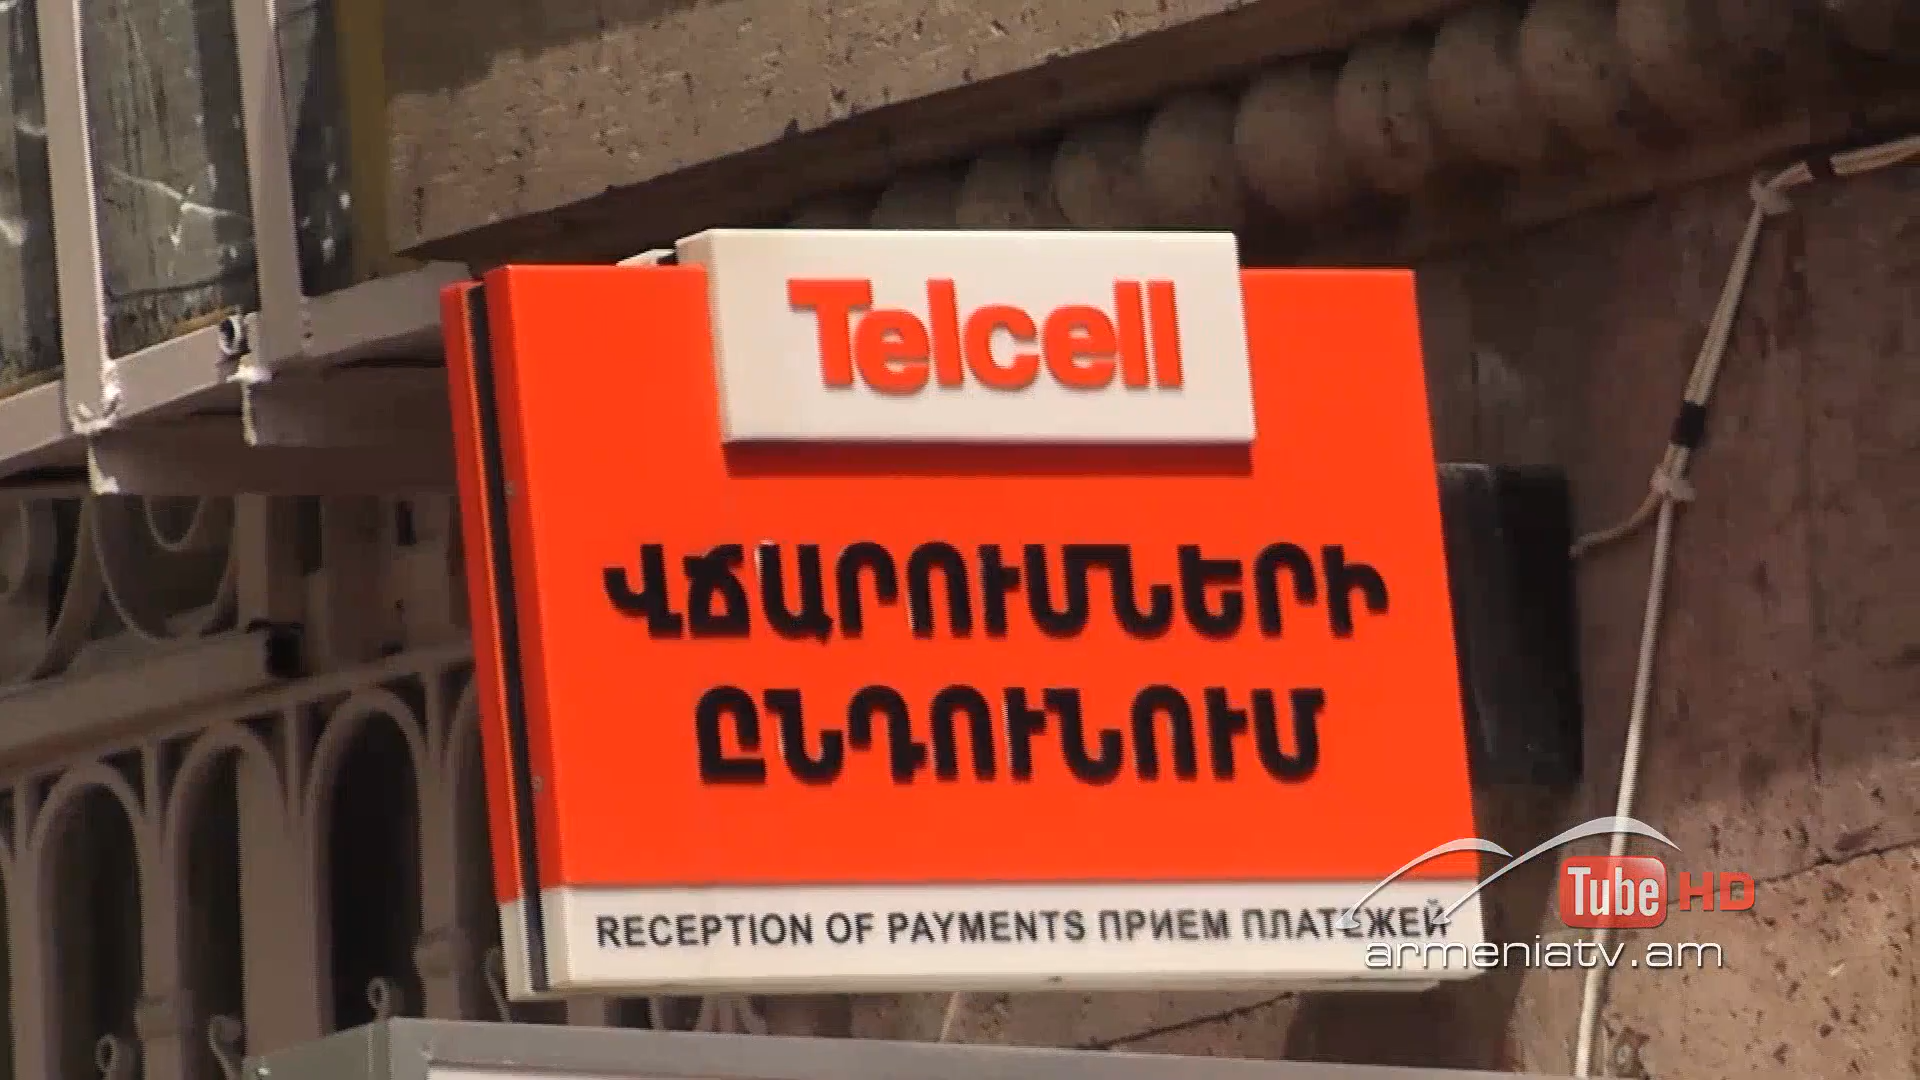 Telcell
ՎՃԱՐՈՒՄՆԵՐԻ
ԸՆԴՈՒՆՈՒՄ
RECEPTION OF PAYMENTS ПРИЕМ ПЛАТЕЖЕЙ
Tube HD
armeniatv.am